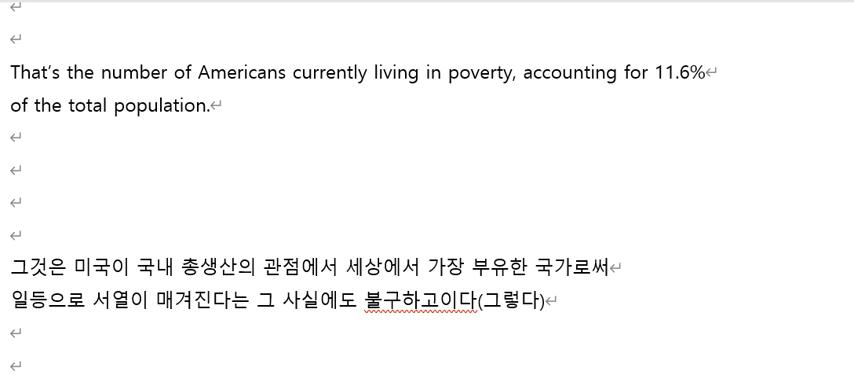 That’s the number of Americans currently living in poverty, accounting for 11.6%
of the total population.
그것은 미국이 국내 총생산의 관점에서 세상에서 가장 부유한 국가로써
일등으로 서열이 매겨진다는 그 사실에도 불구하고이다(그렇다)